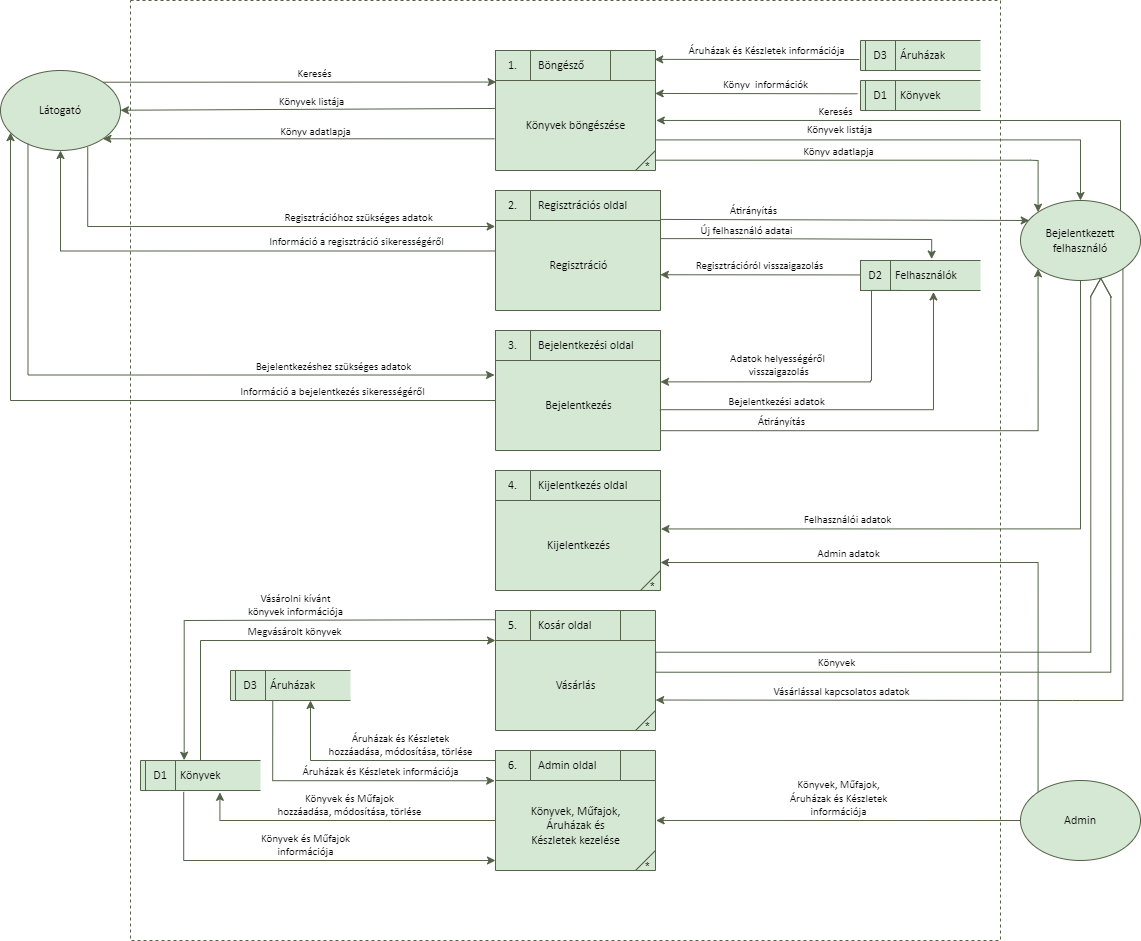 Látogató
Keresés
Könyvek listája
Könyv adatlapja
1.
Böngésző
Könyvek böngészése
*
Áruházak és Készletek információja
D3
Áruházak
Könyv információk
D1
Könyvek
Keresés
Könyvek listája
Könyv adatlapja
Bejelentkezett
felhasználó
Regisztrációhoz szükséges adatok
Információ a regisztráció sikerességéről
2.
Regisztrációs oldal
Regisztráció
Átirányítás
Új felhasználó adatai
Regisztrációról visszaigazolás
D2
Felhasználók
Bejelentkezéshez szükséges adatok
Információ a bejelentkezés sikerességéről
3.
Bejelentkezési oldal
Bejelentkezés
Adatok helyességéről
visszaigazolás
Bejelentkezési adatok
Átirányítás
4.
Kijelentkezés oldal
Kijelentkezés
*
Felhasználói adatok
Admin adatok
Vásárolni kívánt
könyvek információja
Megvásárolt könyvek
5.
Kosár oldal
Vásárlás
*
Könyvek
Vásárlással kapcsolatos adatok
D3
Áruházak
Áruházak és Készletek
hozzáadása, módosítása, törlése
Áruházak és Készletek információja
D1
Könyvek
Könyvek és Műfajok
hozzáadása, módosítása, törlése
Könyvek és Műfajok
információja
6.
Admin oldal
Könyvek, Műfajok,
Áruházak és
Készletek kezelése
*
Könyvek, Műfajok,
Áruházak és Készletek
információja
Admin